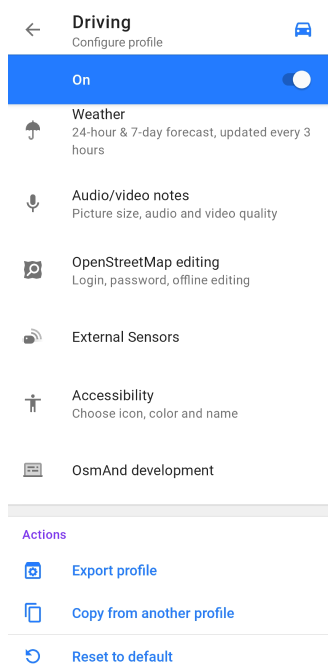 Driving
Configure profile
On
Weather
24-hour & 7-day forecast, updated every 3
hours
Audio/video notes
Picture size, audio and video quality
OpenStreetMap editing
Login, password, offline editing
External Sensors
Accessibility
Choose icon, color and name
OsmAnd development
Actions
Export profile
Copy from another profile
Reset to default